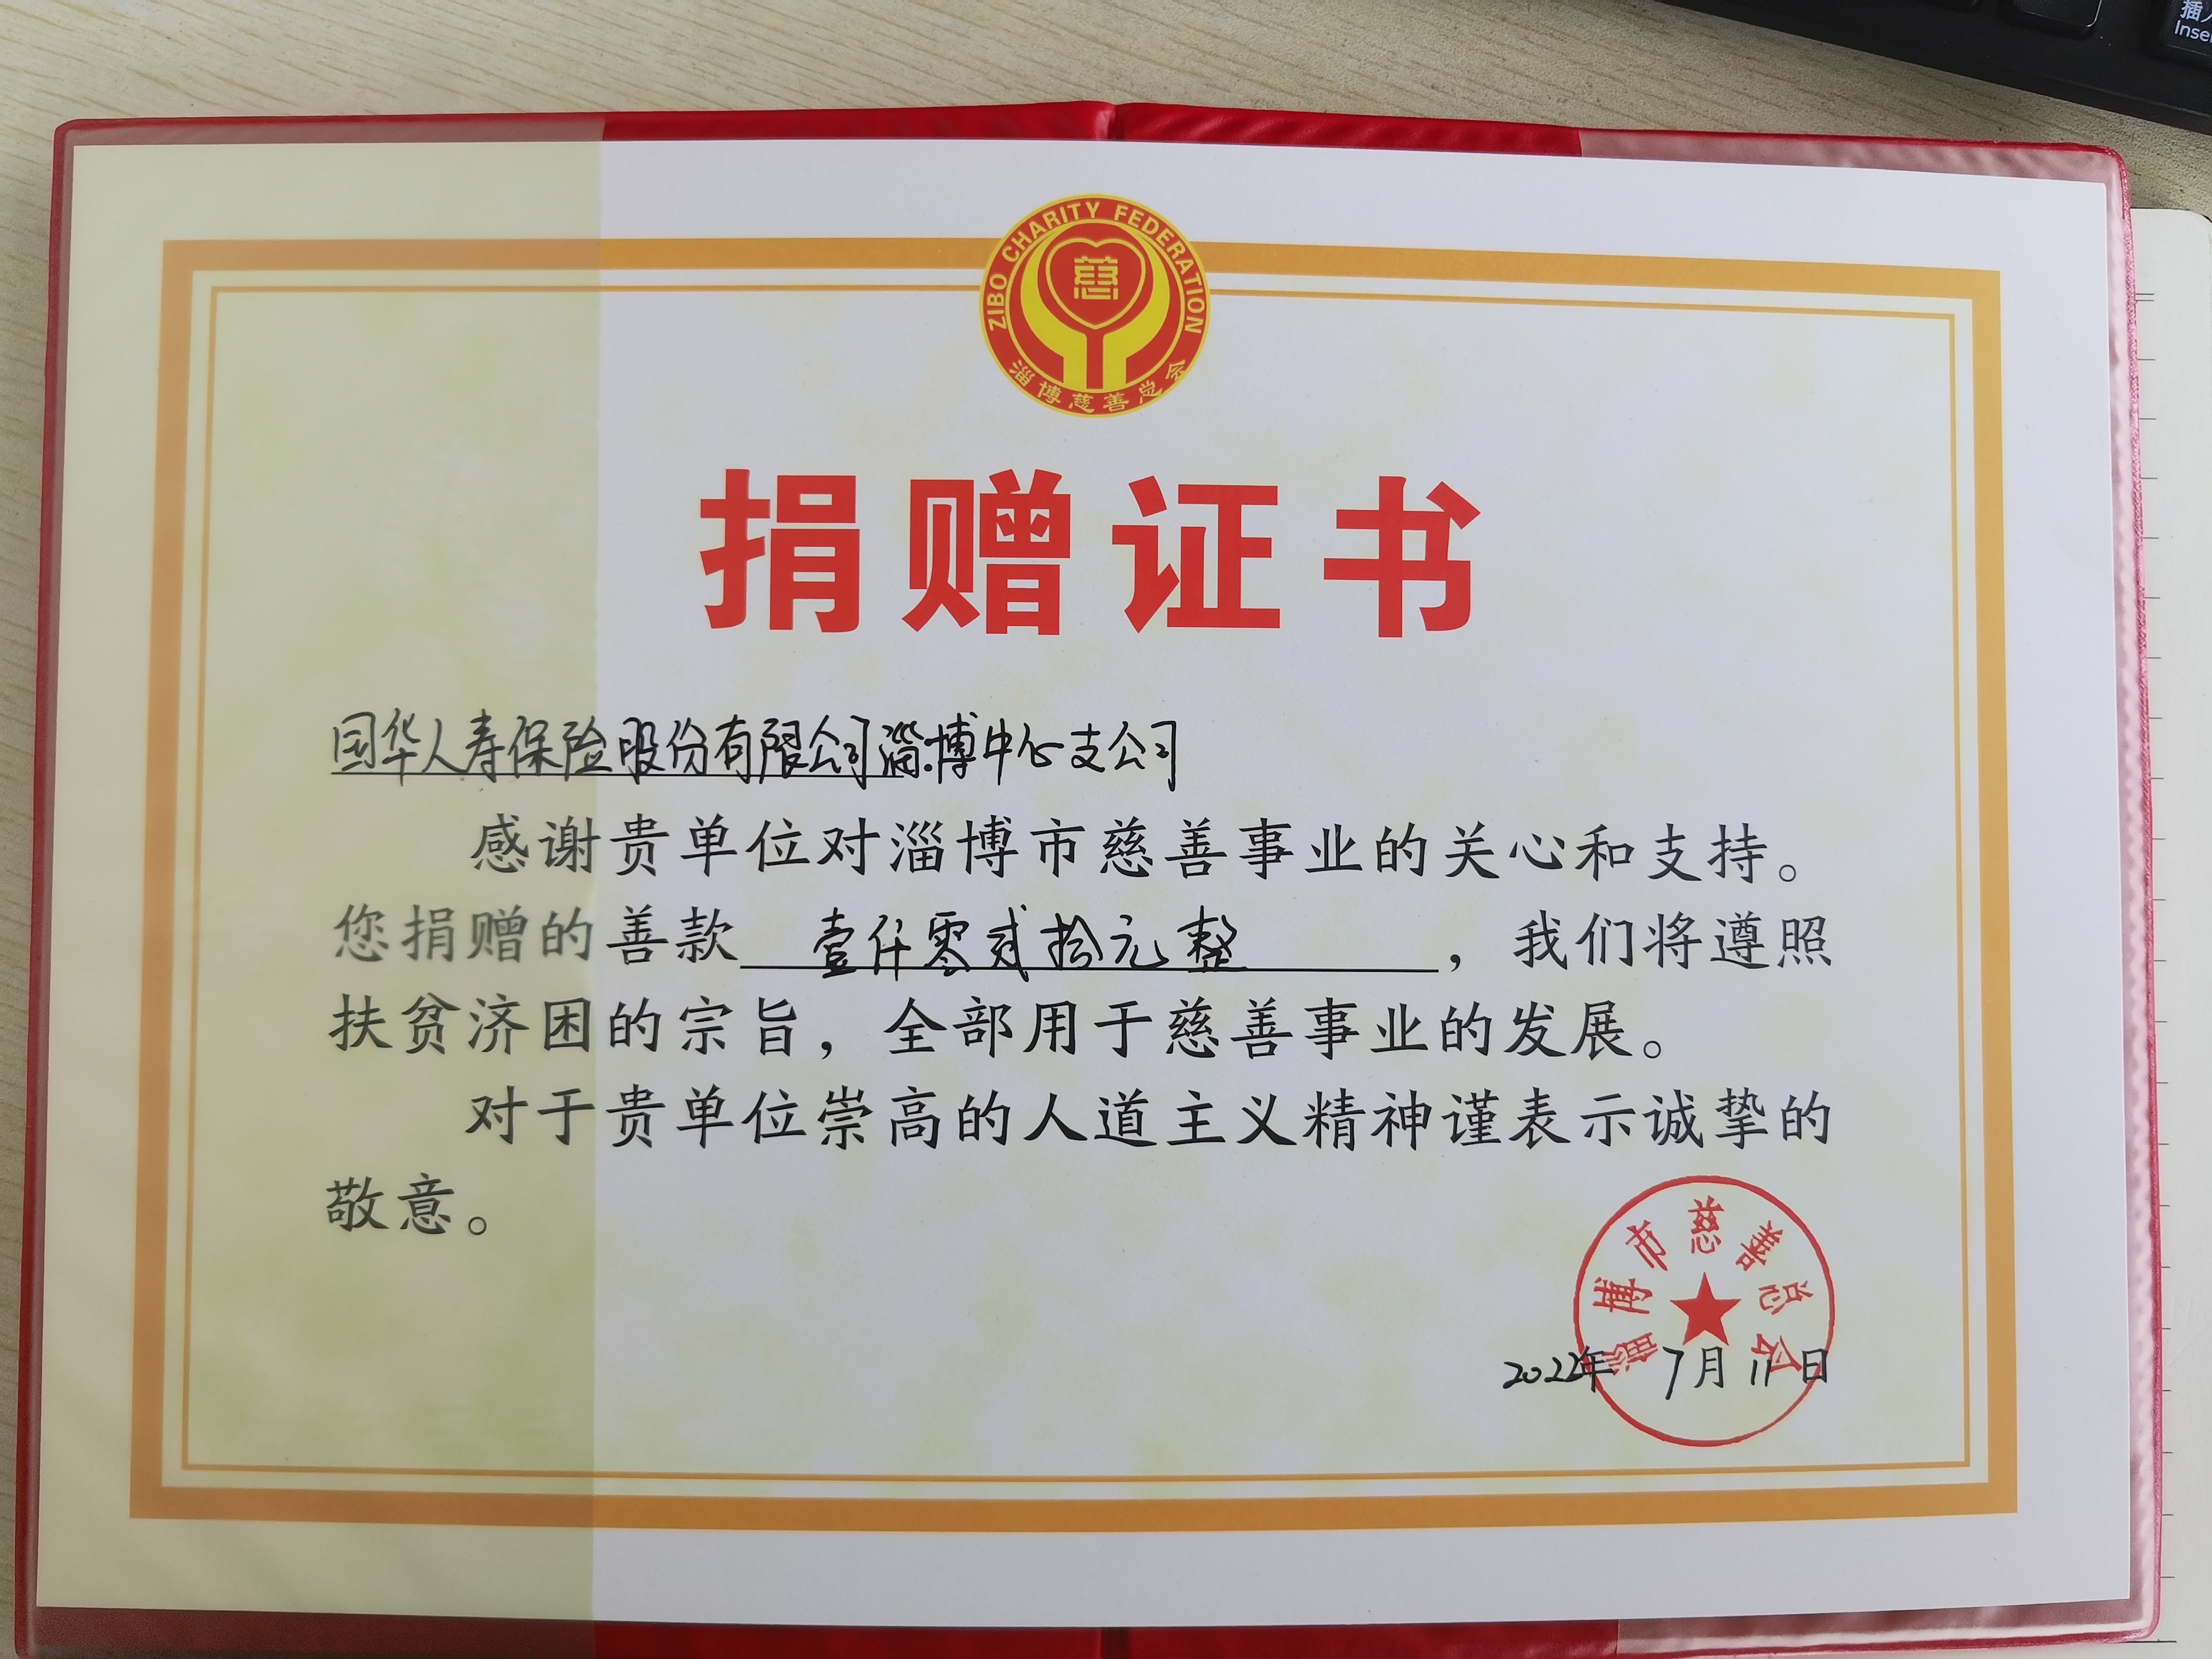 插入
Inse
ZIBO CHARITY FEDERATION
慈
淄博慈善总会
捐赠证书
国华人寿保险股份有限公司淄博中心支公司
感谢贵单位对淄博市慈善事业的关心和支持。
您捐赠的善款 壹仟零贰拾元整 ，我们将遵照
扶贫济困的宗旨，全部用于慈善事业的发展。
对于贵单位崇高的人道主义精神谨表示诚挚的
敬意。
淄博市慈善总会
2022年 7月 11日